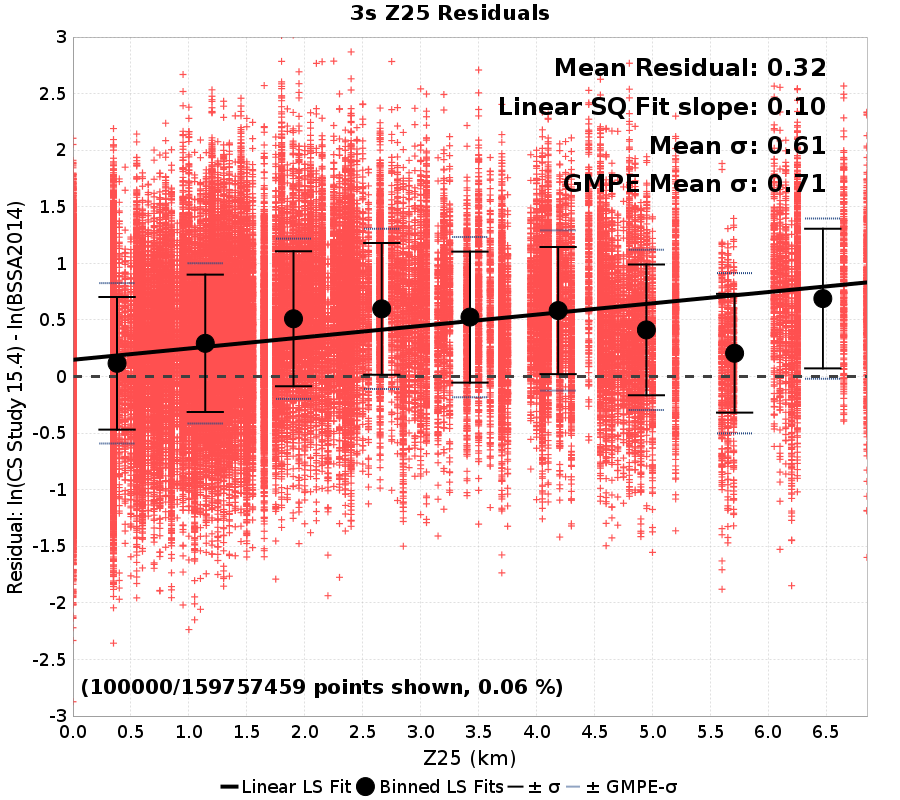 3s Z25 Residuals
Mean Residual: 0.32
Linear SQ Fit slope: 0.10
Mean σ: 0.61
GMPE Mean σ: 0.71
Residual: ln(CS Study 15.4) - ln(BSSA2014)
3
2.5
2
1.5
1
0.5
0
-0.5
-1
-1.5
-2
-2.5
-3
(100000/159757459 points shown, 0.06 %)
0.0 0.5 1.0 1.5 2.0 2.5 3.0 3.5 4.0 4.5 5.0 5.5 6.0 6.5
Z25 (km)
Linear LS Fit Binned LS Fits ± σ ± GMPE-σ